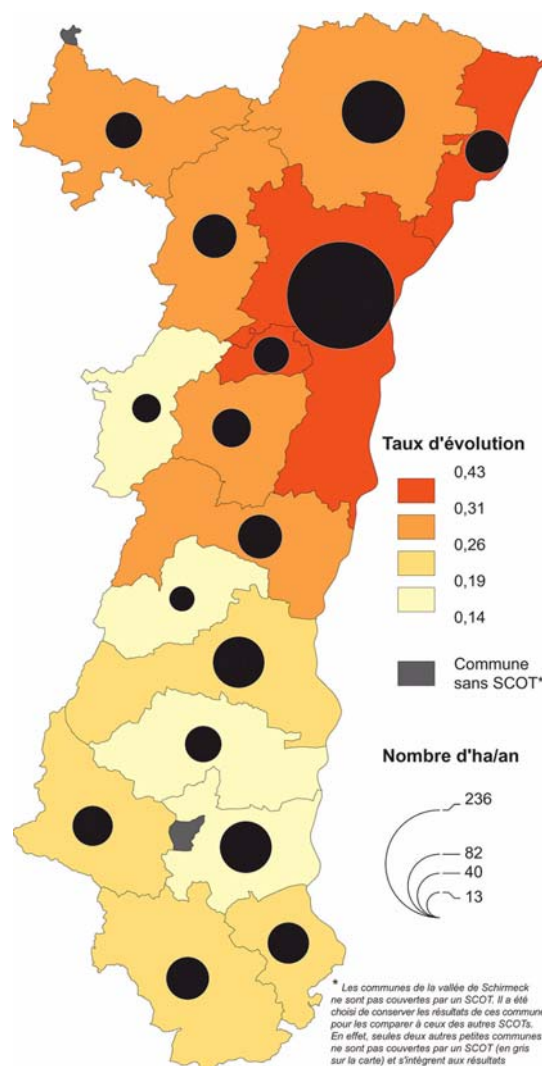 Taux d'évolution
0,43
0,31
0,26
0,19
0,14
Commune
sans SCOT*
Nombre d'ha/an
236
82
40
13
* Les communes de la vallée de Schirmeck
ne sont pas couvertes par un SCOT. Il a été
choisi de conserver les résultats de ces commune
pour les comparer à ceux des autres SCOTs.
En effet, seules deux autres petites communes
ne sont pas couvertes par un SCOT (en gris
sur la carte) et s'intègrent aux résultats